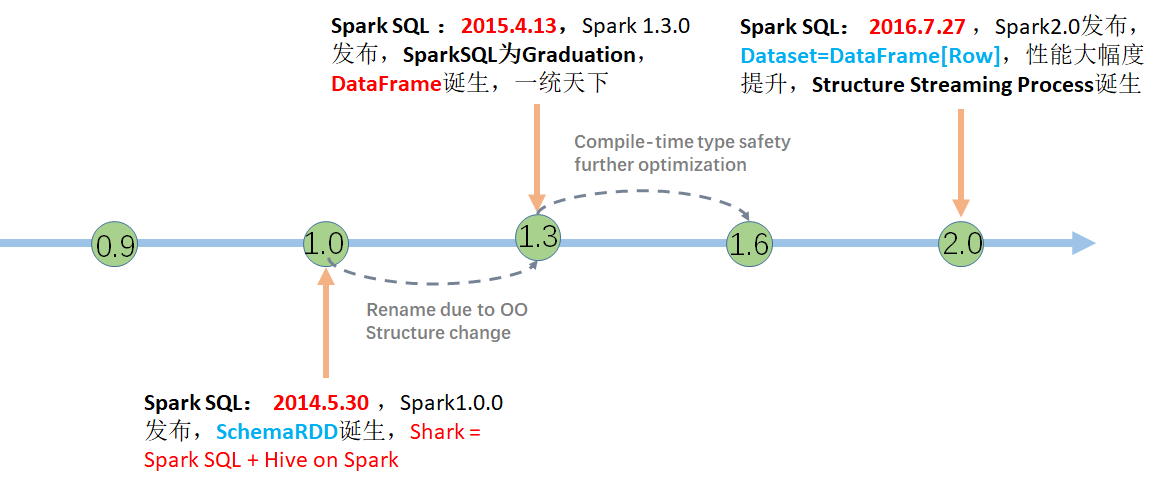 Spark SQL : 2015.4.13，Spark 1.3.0
发布，SparkSQL为Graduation，
DataFrame诞生，一统天下
Spark SQL： 2016.7.27 ，Spark2.0发布，
Dataset=DataFrame[Row]，性能大幅度
提升，Structure Streaming Process诞生
Compile-time type safety
further optimization
0.9
1.0
1.3
1.6
2.0
Rename due to OO
Structure change
Spark SQL： 2014.5.30 ，Spark1.0.0
发布，SchemaRDD诞生，Shark =
Spark SQL + Hive on Spark